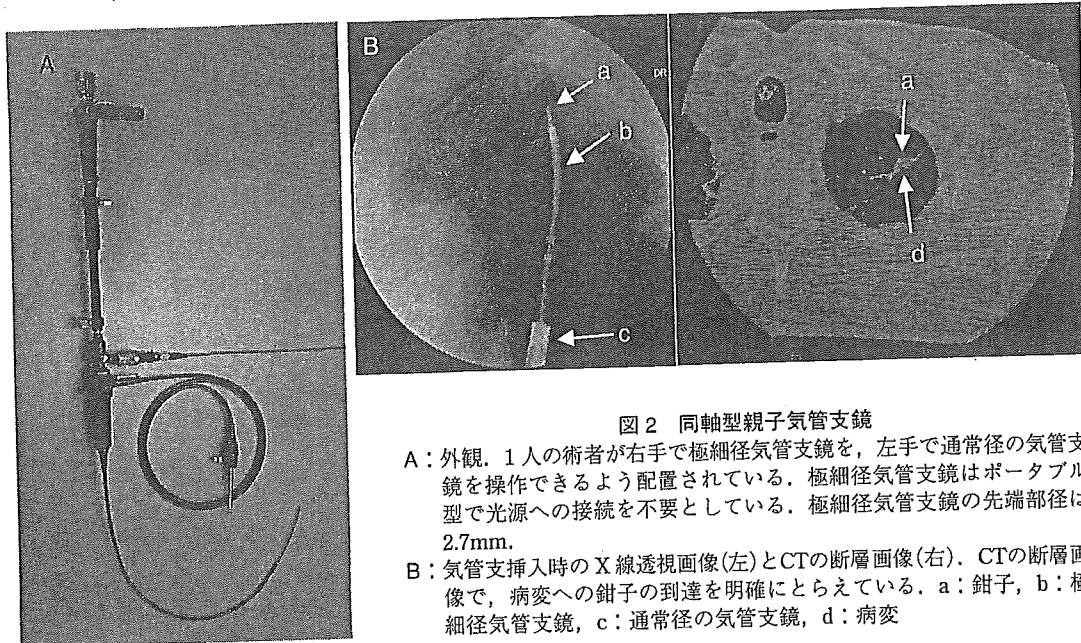 A
B
a
b
c
DR
a
d
図2 同軸型親子気管支鏡
A：外観．1人の術者が右手で極細径気管支鏡を，左手で通常径の気管支
鏡を操作できるよう配置されている．極細径気管支鏡はポータブル
型で光源への接続を不要としている．極細径気管支鏡の先端部径は
2.7mm．
B：気管支挿入時のX線透視画像(左)とCTの断層画像(右)．CTの断層画
像で，病変への鉗子の到達を明確にとらえている．a：鉗子，b：極
細径気管支鏡，c：通常径の気管支鏡，d：病変